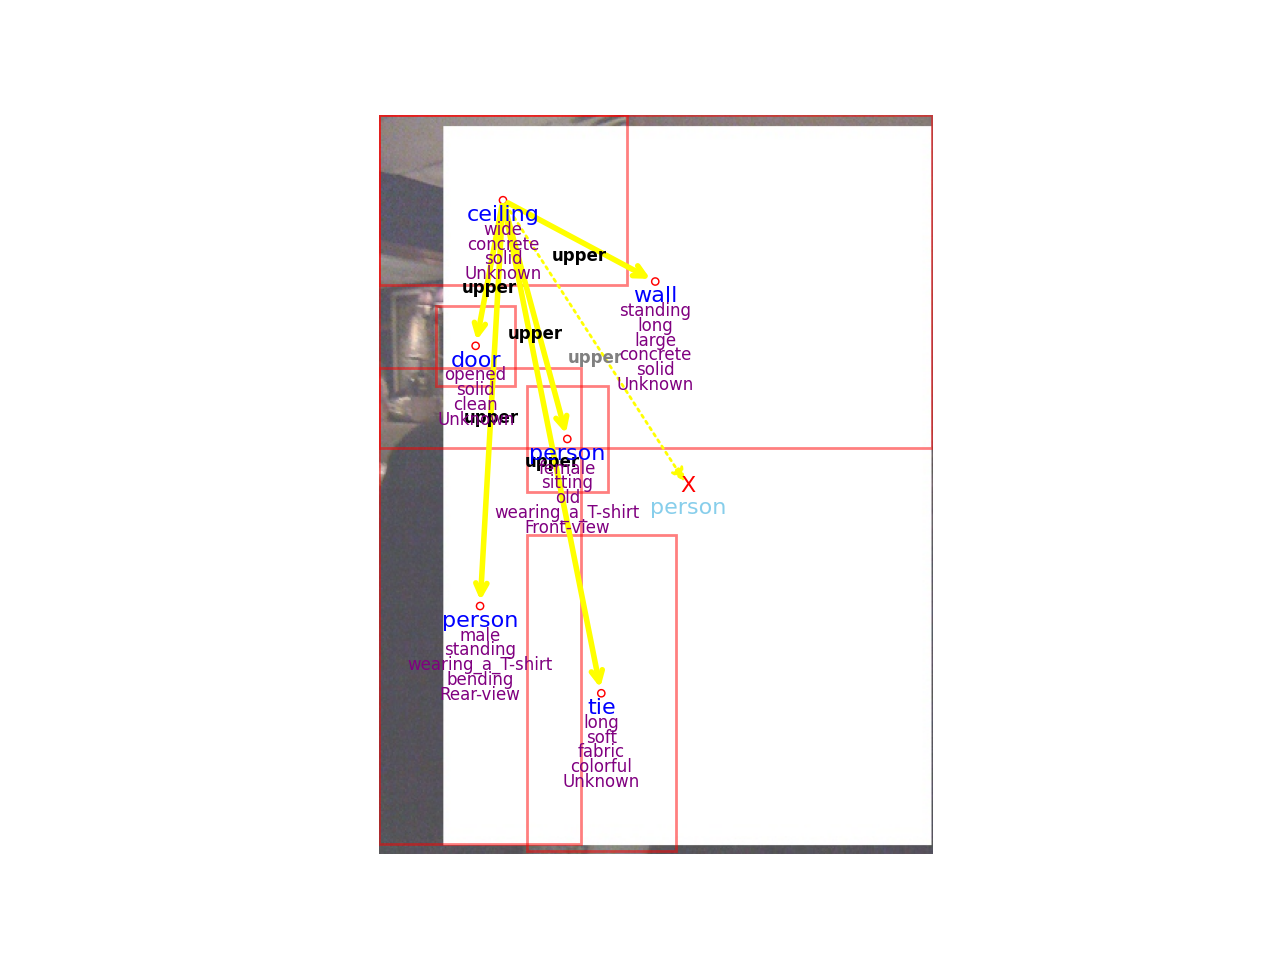 ceiling
wide
concrete
solid
Unknown
upper
upper
wall
standing
long
large
concrete
solid
Unknown
upper
upper
door
opened
solid
clean
Unknown
upper
person
upper
female
sitting
old
wearing_a_T-shirt
Front-view
X
person
person
male
standing
wearing_a_T-shirt
bending
Rear-view
tie
long
soft
fabric
colorful
Unknown